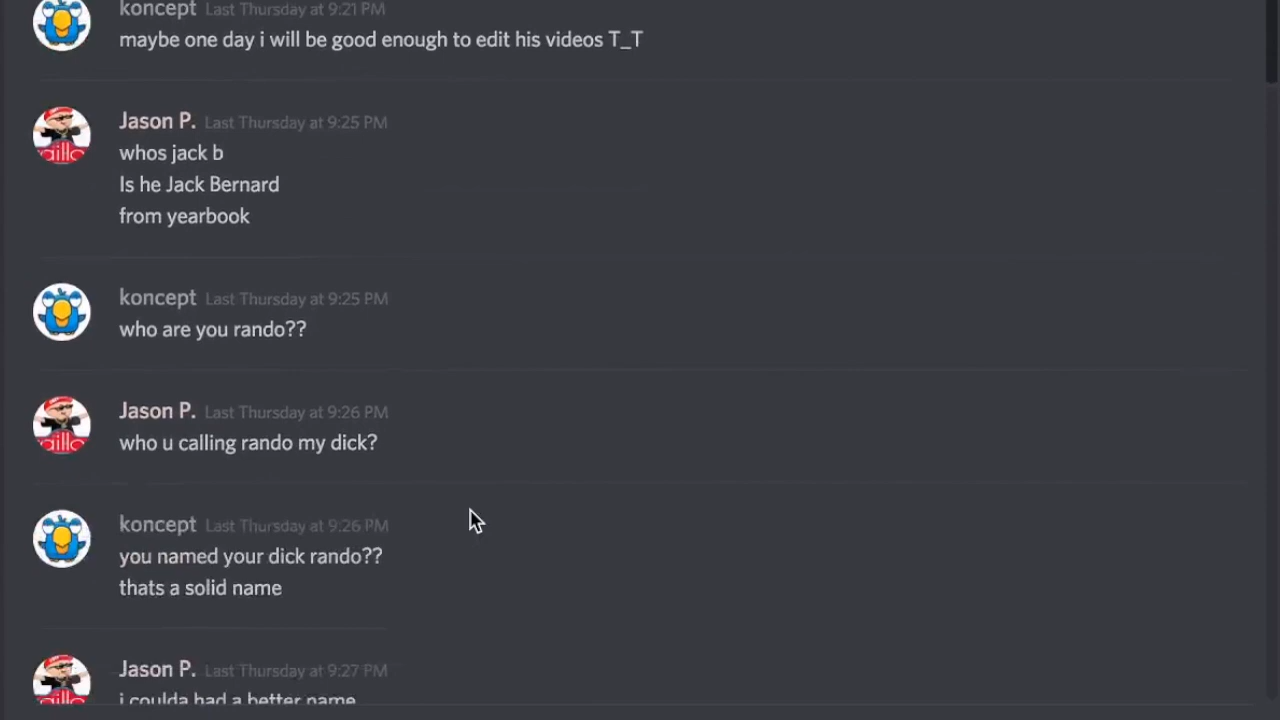 koncept Last Thursday at 9:21 PM
maybe one day i will be good enough to edit his videos T_T
Jason P. Last Thursday at 9:25 PM
whos jack b
Is he Jack Bernard
from yearbook
koncept Last Thursday at 9:25 PM
who are you rando??
Jason P. Last Thursday at 9:26 PM
who u calling rando my dick?
koncept Last Thursday at 9:26 PM
you named your dick rando??
thats a solid name
Jason P. Last Thursday at 9:27 PM
i coulda had a better name